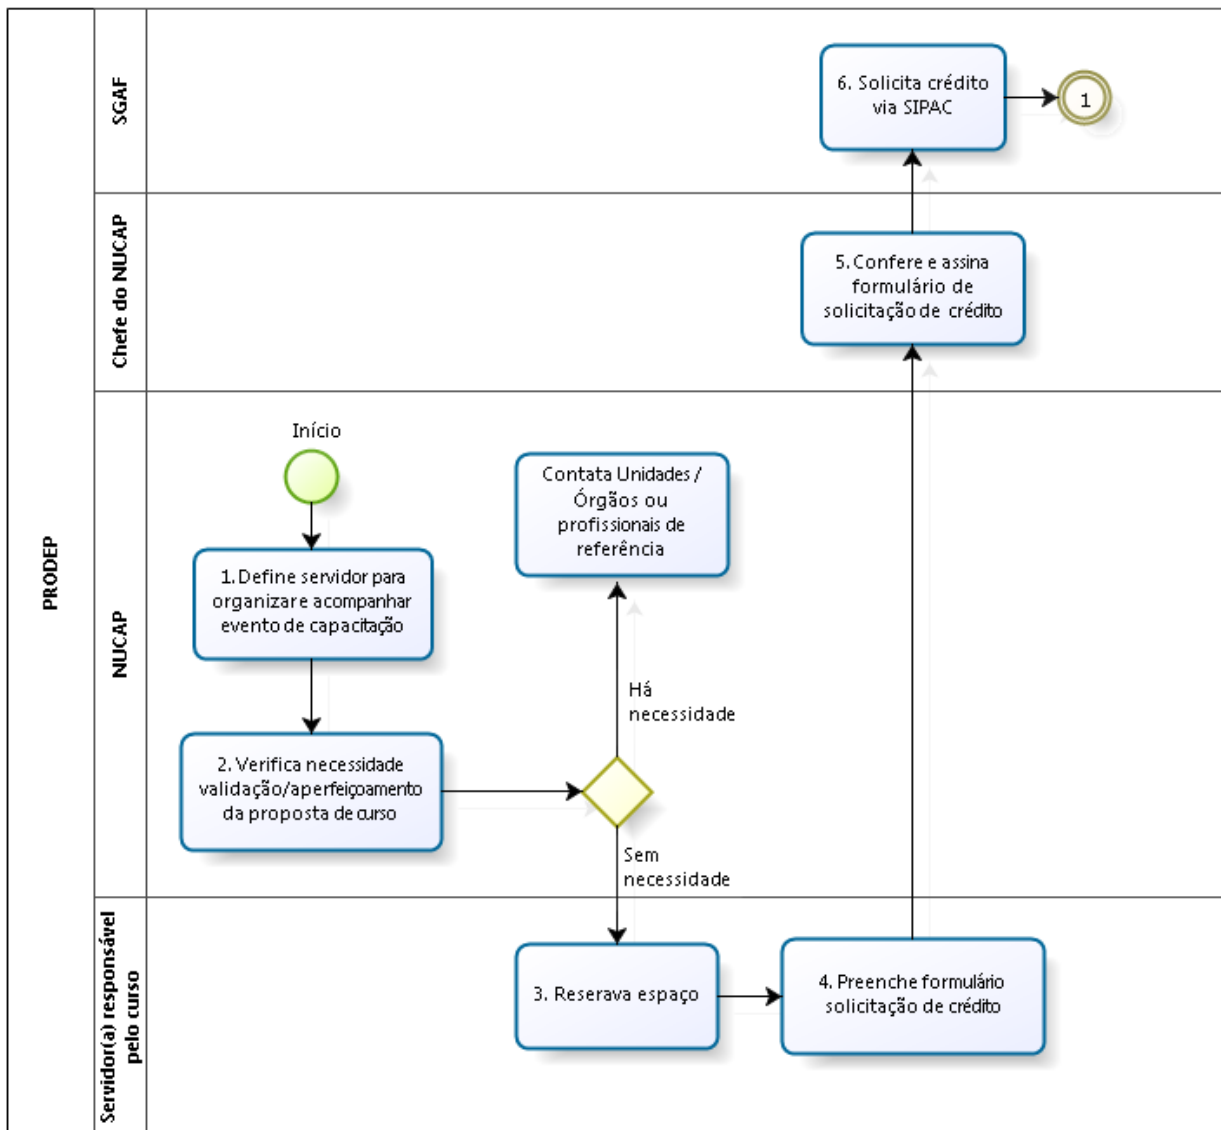 PRODEP
SGAF
6. Solicita crédito
via SIPAC
1
Chefe do NUCAP
5. Confere e assina
formulário de
solicitação de crédito
NUCAP
Início
1. Define servidor para
organizar e acompanhar
evento de capacitação
2. Verifica necessidade
validação/aperfeiçoamento
da proposta de curso
Contata Unidades /
Órgãos ou
profissionais de
referência
Há
necessidade
Sem
necessidade
Servidor(a) responsável
pelo curso
3. Reserava espaço
4. Preenche formulário
solicitação de crédito